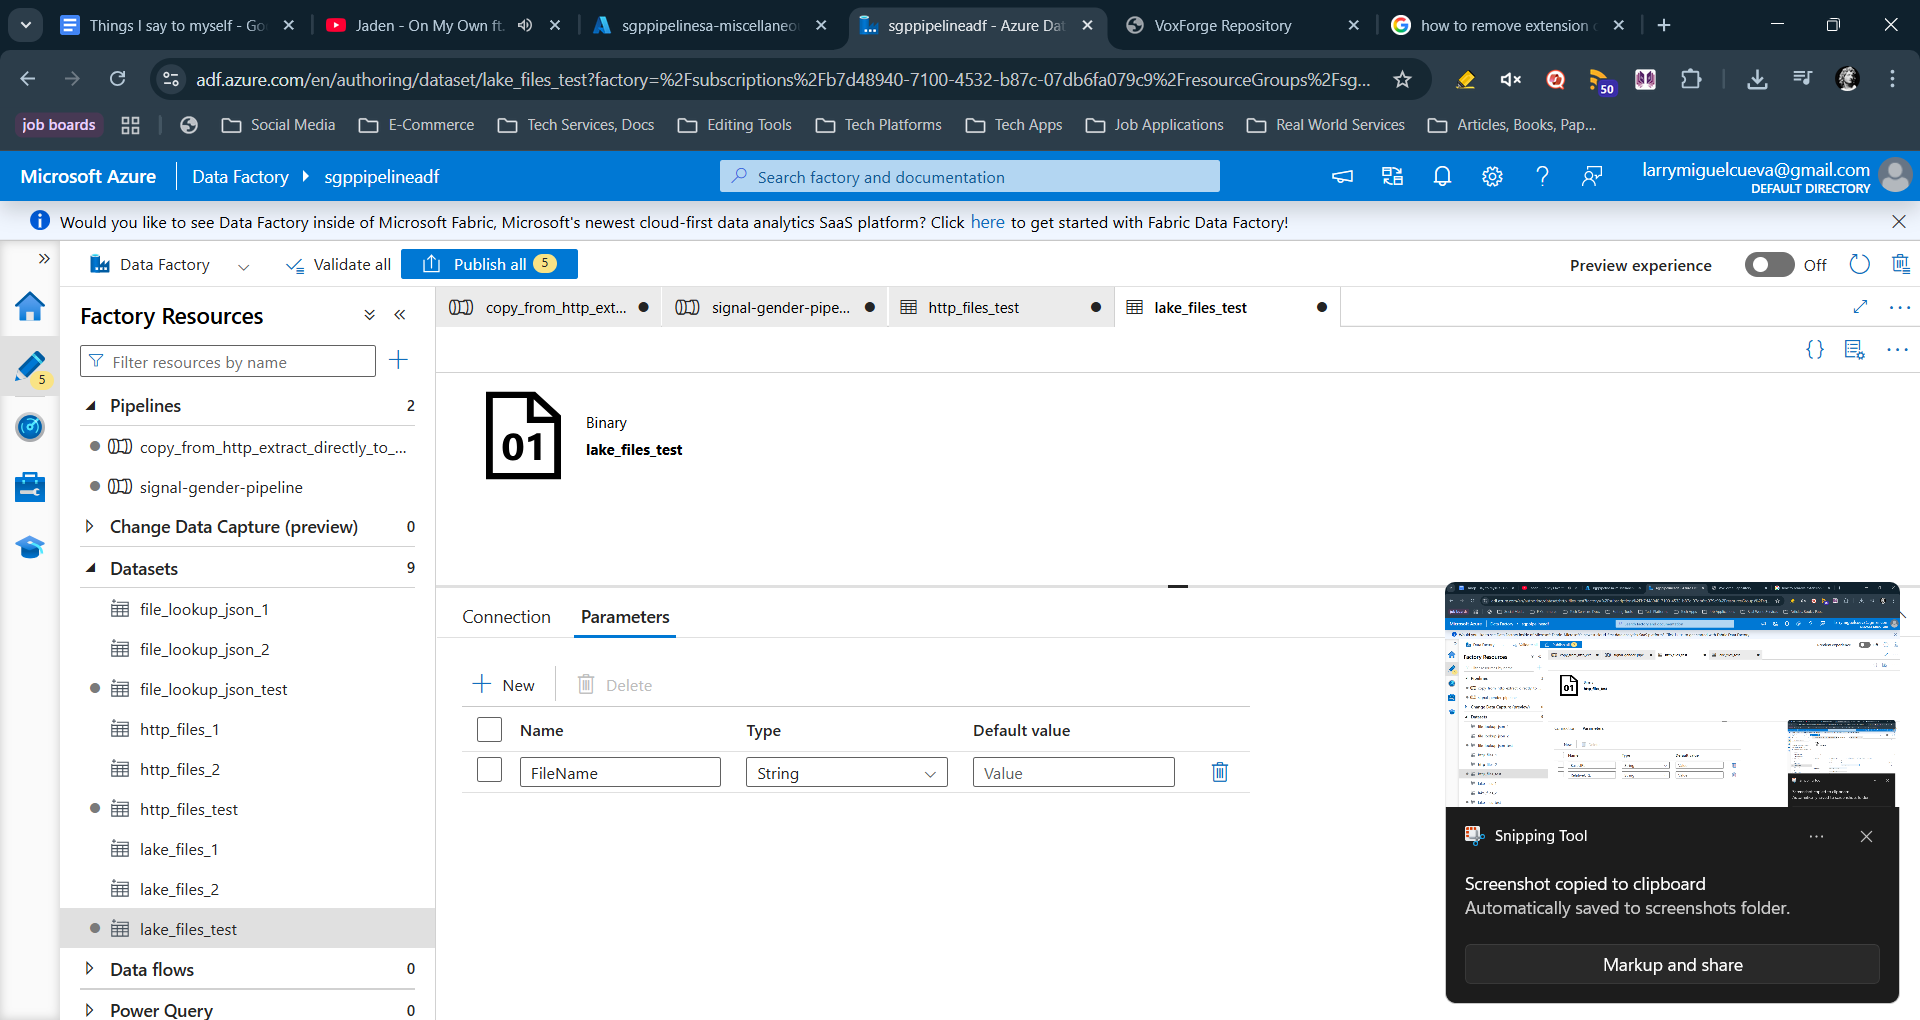 Things I say to myself - Go
Jaden - On My Own ft.
sgppipelinesa-miscellaneo
sgppipelineadf - Azure Dat
VoxForge Repository
how to remove extension
adf.azure.com/en/authoring/dataset/lake_files_test?factory=%2Fsubscriptions%2Fb7d48940-7100-4532-b87c-07db6fa079c9%2FresourceGroups%2Fsg...
50
job boards
Social Media
E-Commerce
Tech Services, Docs
Editing Tools
Tech Platforms
Tech Apps
Job Applications
Real World Services
Articles, Books, Pap...
Microsoft Azure
Data Factory
sgppipelineadf
Search factory and documentation
larrymiguelcueva@gmail.com
DEFAULT DIRECTORY
Would you like to see Data Factory inside of Microsoft Fabric, Microsoft's newest cloud-first data analytics SaaS platform? Click here to get started with Fabric Data Factory!
Data Factory
Validate all
Publish all 5
Preview experience
Off
5
Factory Resources
Filter resources by name
Pipelines 2
copy_from_http_extract_directly_to_...
signal-gender-pipeline
Change Data Capture (preview) 0
Datasets 9
file_lookup_json_1
file_lookup_json_2
file_lookup_json_test
http_files_1
http_files_2
http_files_test
lake_files_1
lake_files_2
lake_files_test
Data flows 0
Power Query 0
copy_from_http_ext...
signal-gender-pipe...
http_files_test
lake_files_test
{}
01
Binary
lake_files_test
Connection
Parameters
New
Delete
Name Type Default value
FileName String Value
Snipping Tool
Screenshot copied to clipboard
Automatically saved to screenshots folder.
Markup and share